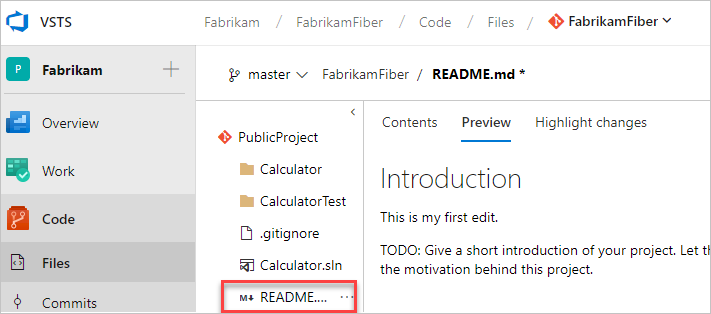 VSTS
Fabrikam / FabrikamFiber / Code / Files / FabrikamFiber
P Fabrikam
master FabrikamFiber / README.md *
Overview
Work
Code
Files
Commits
PublicProject
Calculator
CalculatorTest
.gitignore
Calculator.sln
M↓ README.... ...
Contents Preview Highlight changes
Introduction
This is my first edit.
TODO: Give a short introduction of your project. Let th
the motivation behind this project.